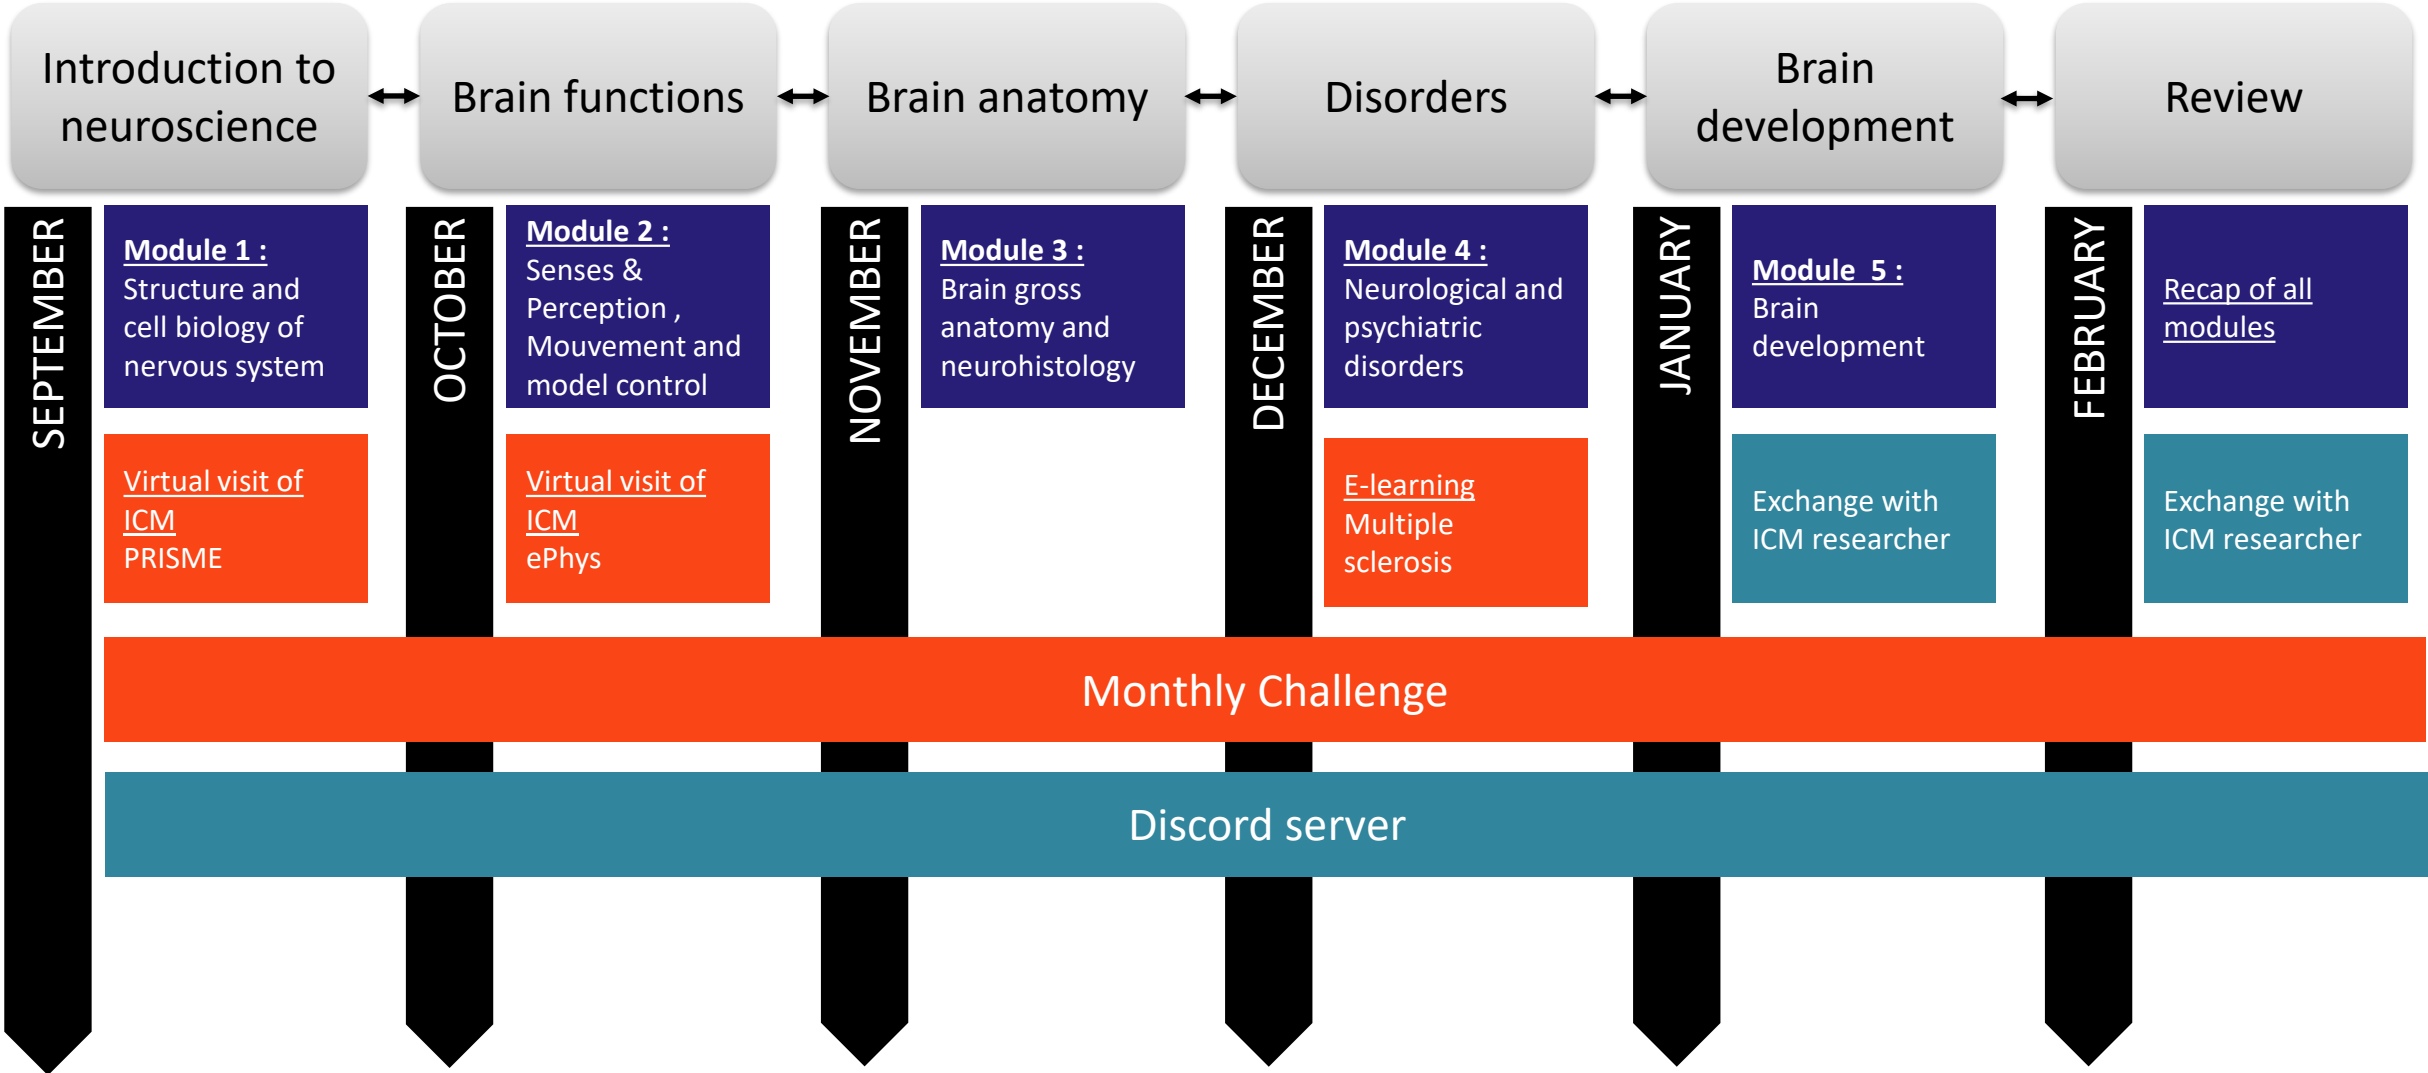 Introduction to
neuroscience
Brain functions
Brain anatomy
Disorders
Brain
development
Review
SEPTEMBER
Module 1 :
Structure and
cell biology of
nervous system
Virtual visit of
ICM
PRISME
OCTOBER
Module 2 :
Senses &
Perception ,
Mouvement and
model control
Virtual visit of
ICM
ePhys
NOVEMBER
Module 3 :
Brain gross
anatomy and
neurohistology
DECEMBER
Module 4 :
Neurological and
psychiatric
disorders
E-learning
Multiple
sclerosis
JANUARY
Module  5 :
Brain
development
Exchange with
ICM researcher
FEBRUARY
Recap of all
modules
Exchange with
ICM researcher
Monthly Challenge
Discord server